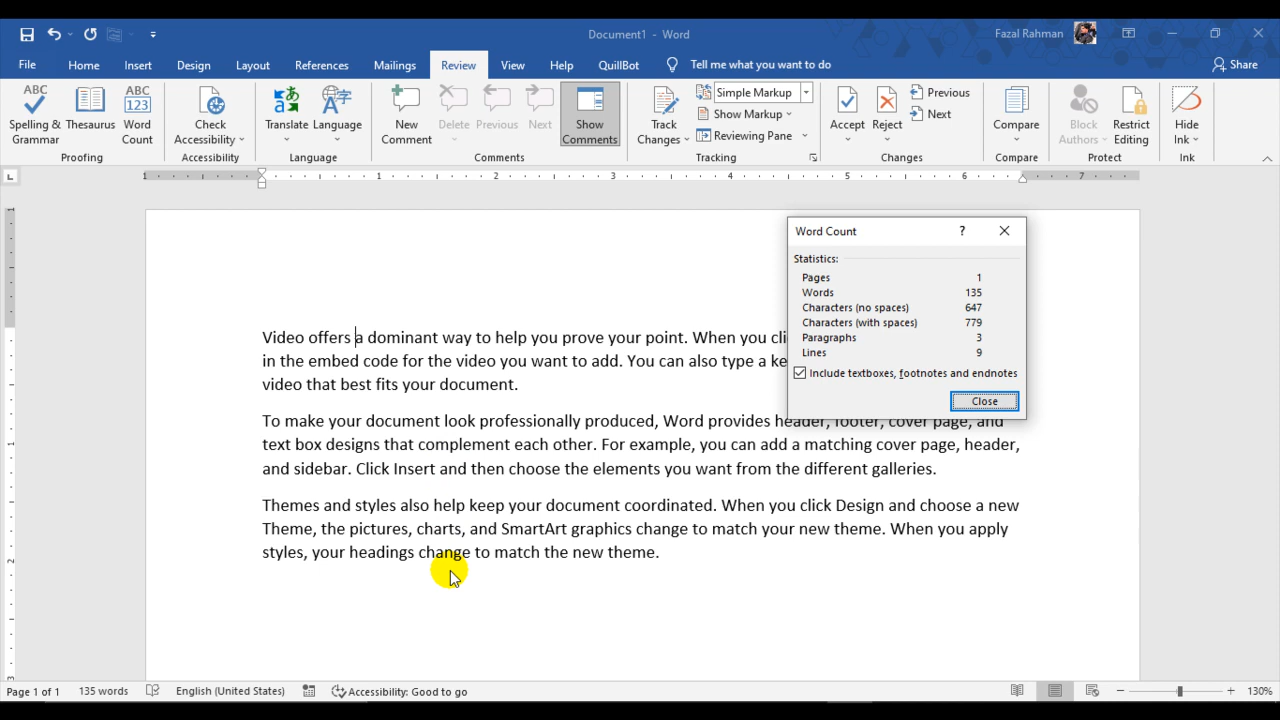 Document1 - Word
Fazal Rahman
File Home Insert Design Layout References Mailings Review View Help QuillBot Tell me what you want to do Share
ABC Spelling & Grammar
Thesaurus
ABC 123 Word Count
Proofing
Check Accessibility
Accessibility
Translate
Language
Language
New Comment
Delete
Previous
Next
Show Comments
Comments
Track Changes
Simple Markup
Show Markup
Reviewing Pane
Tracking
Accept
Reject
Previous
Next
Changes
Compare
Compare
Block Authors
Restrict Editing
Protect
Hide Ink
Ink
1 1 2 3 4 5 6 7
Video offers a dominant way to help you prove your point. When you
in the embed code for the video you want to add. You can also type a
video that best fits your document.
To make your document look professionally produced, Word provides header, footer, cover page, and
text box designs that complement each other. For example, you can add a matching cover page, header,
and sidebar. Click Insert and then choose the elements you want from the different galleries.
Themes and styles also help keep your document coordinated. When you click Design and choose a new
Theme, the pictures, charts, and SmartArt graphics change to match your new theme. When you apply
styles, your headings change to match the new theme.
Word Count ?
Statistics:
Pages 1
Words 135
Characters (no spaces) 647
Characters (with spaces) 779
Paragraphs 3
Lines 9
Include textboxes, footnotes and endnotes
Close
Page 1 of 1 135 words English (United States) Accessibility: Good to go 130%